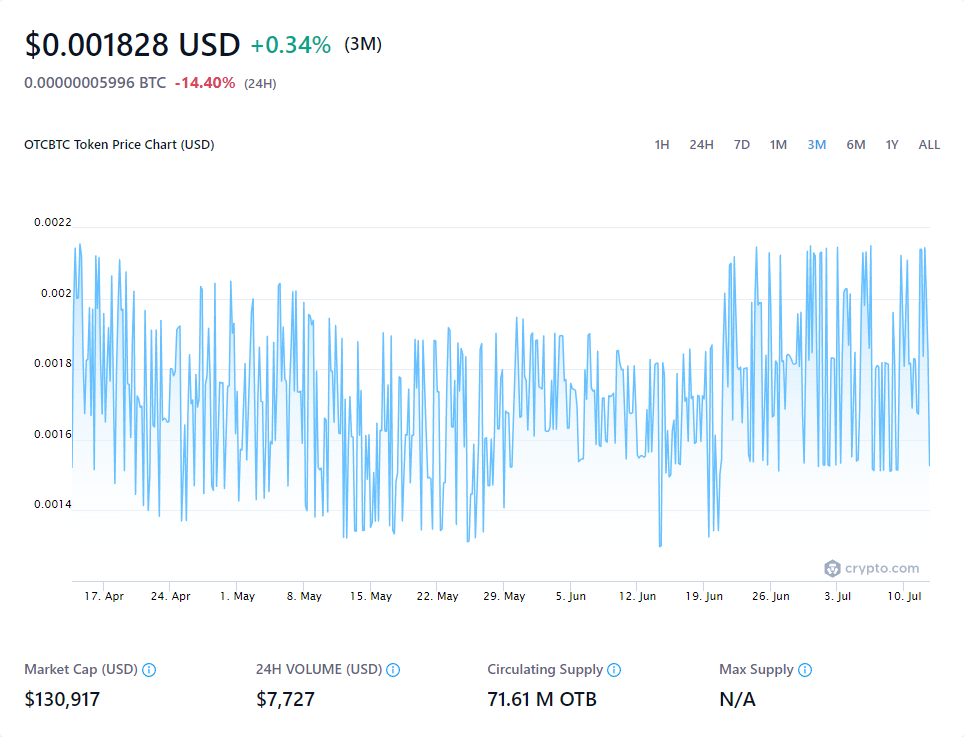 $0.001828 USD +0.34% (3M)
0.00000005996 BTC -14.40% (24H)
OTCBTC Token Price Chart (USD) 1H 24H 7D 1M 3M 6M 1Y ALL
0.0022
0.002
0.0018
0.0016
0.0014
crypto.com
17. Apr 24. Apr 1. May 8. May 15. May 22. May 29. May 5. Jun 12. Jun 19. Jun 26. Jun 3. Jul 10. Jul
Market Cap (USD) 24H VOLUME (USD) Circulating Supply Max Supply
$130,917 $7,727 71.61 M OTB N/A